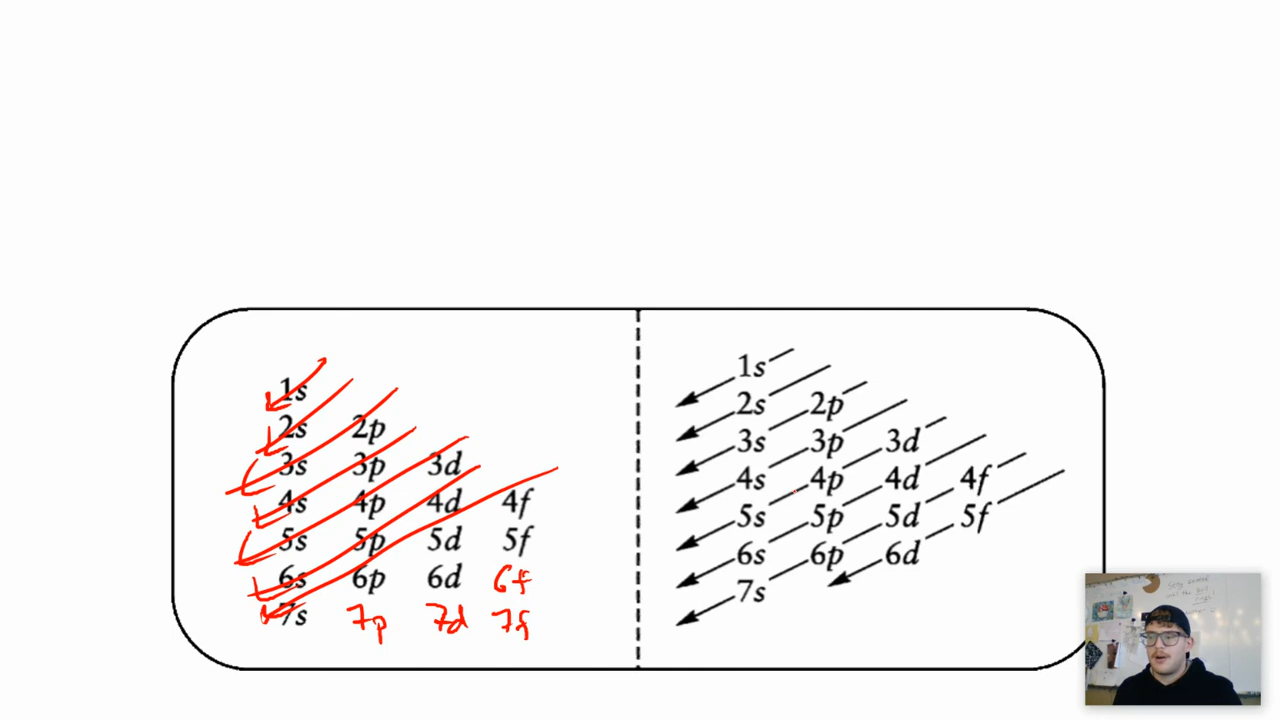 1s
2s 2p
3s 3p 3d
4s 4p 4d 4f
5s 5p 5d 5f
6s 6p 6d 6f
7s 7p 7d 7f
1s
2s 2p
3s 3p 3d
4s 4p 4d 4f
5s 5p 5d 5f
6s 6p 6d
7s